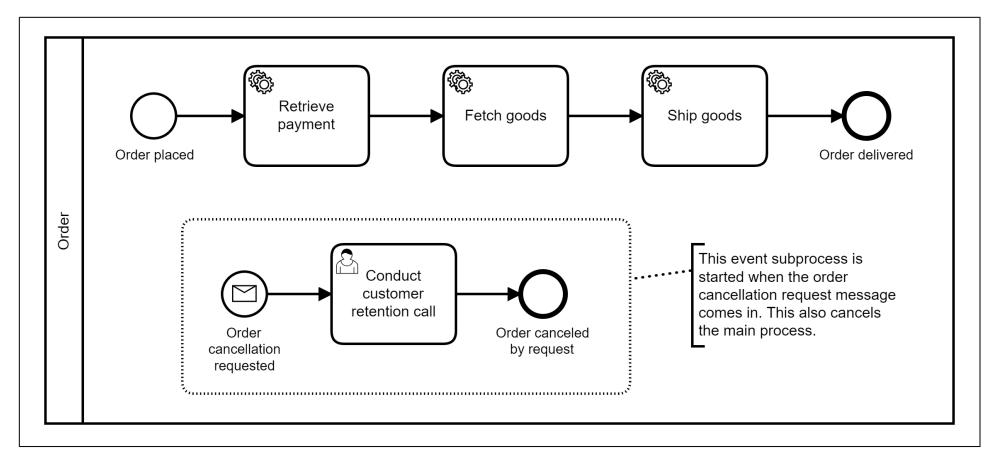 Order
Retrieve
payment
Fetch goods
Ship goods
Order placed
Order delivered
Conduct
customer
retention call
Order
cancellation
requested
Order canceled
by request
This event subprocess is
started when the order
cancellation request message
comes in. This also cancels
the main process.